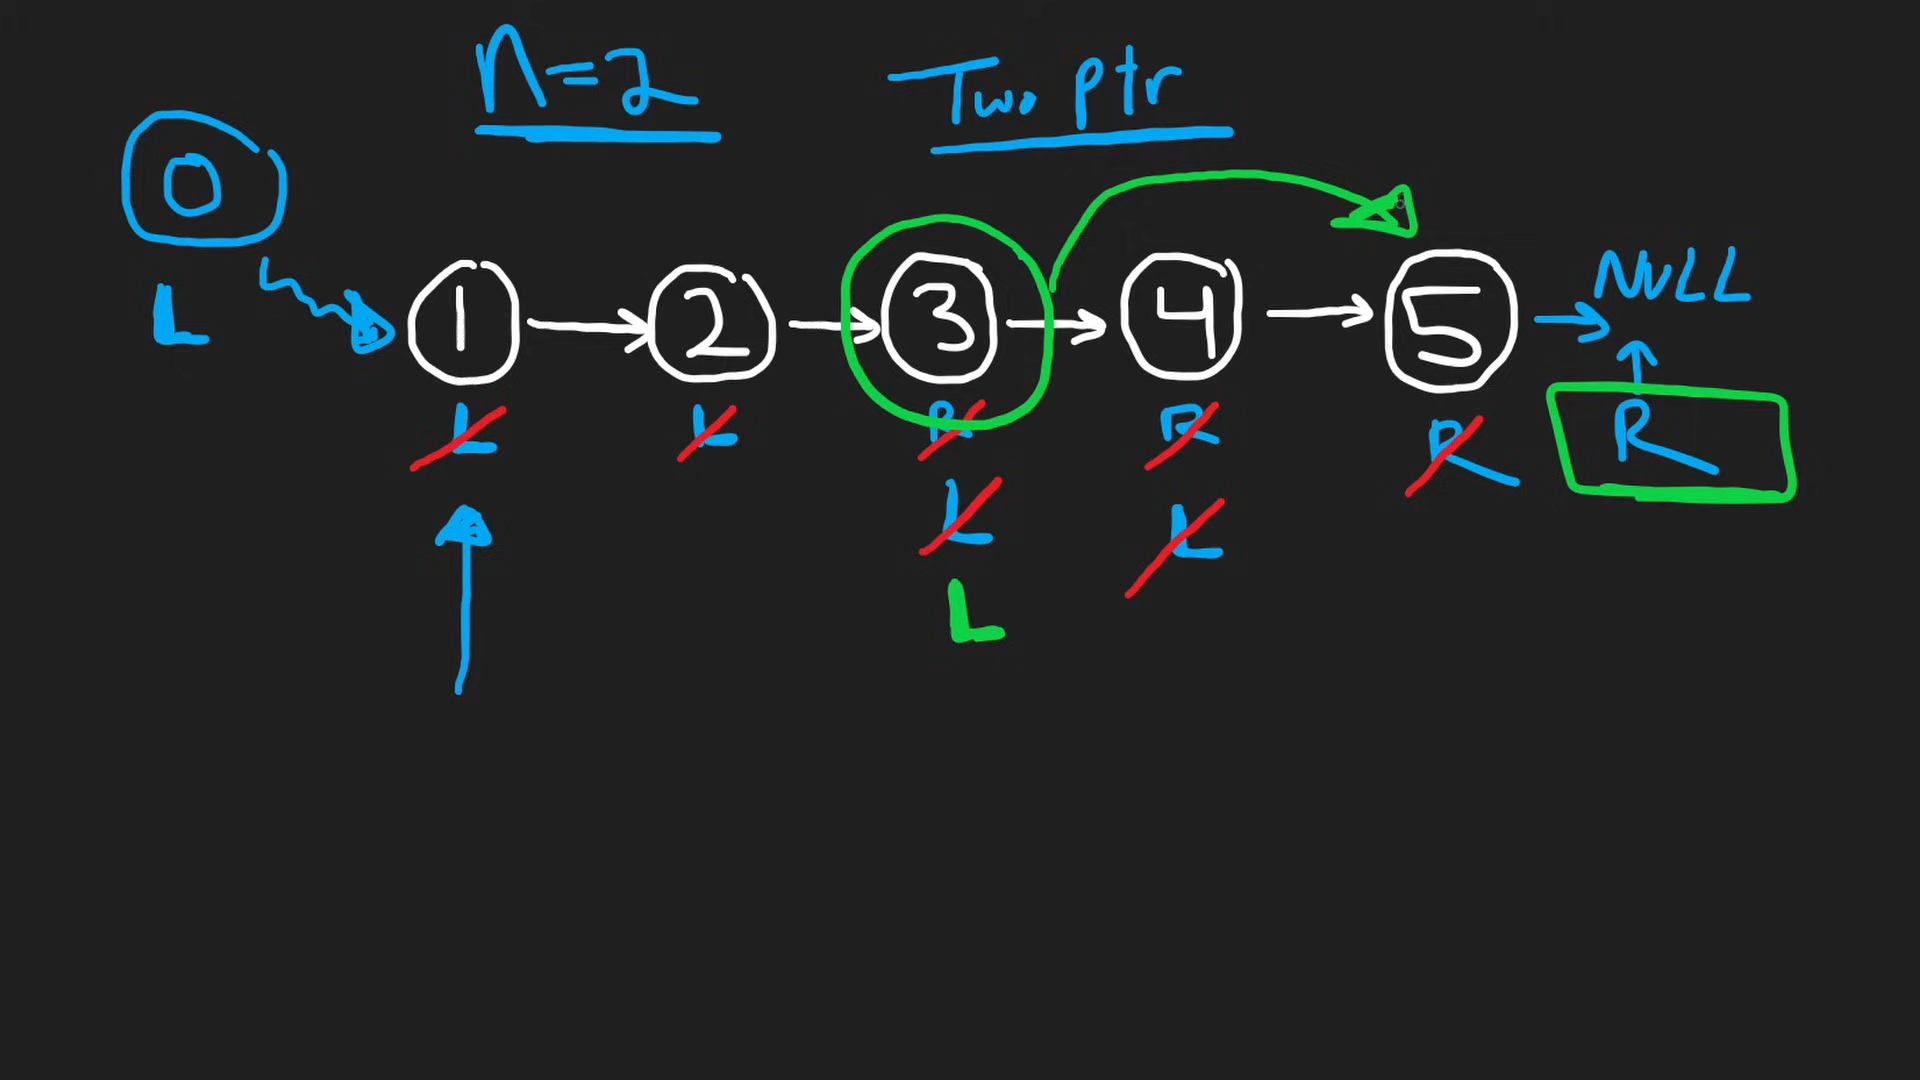 n=2 Two ptr
0
L
1 2 3 4 5 NULL
L L R R R R
L L
L